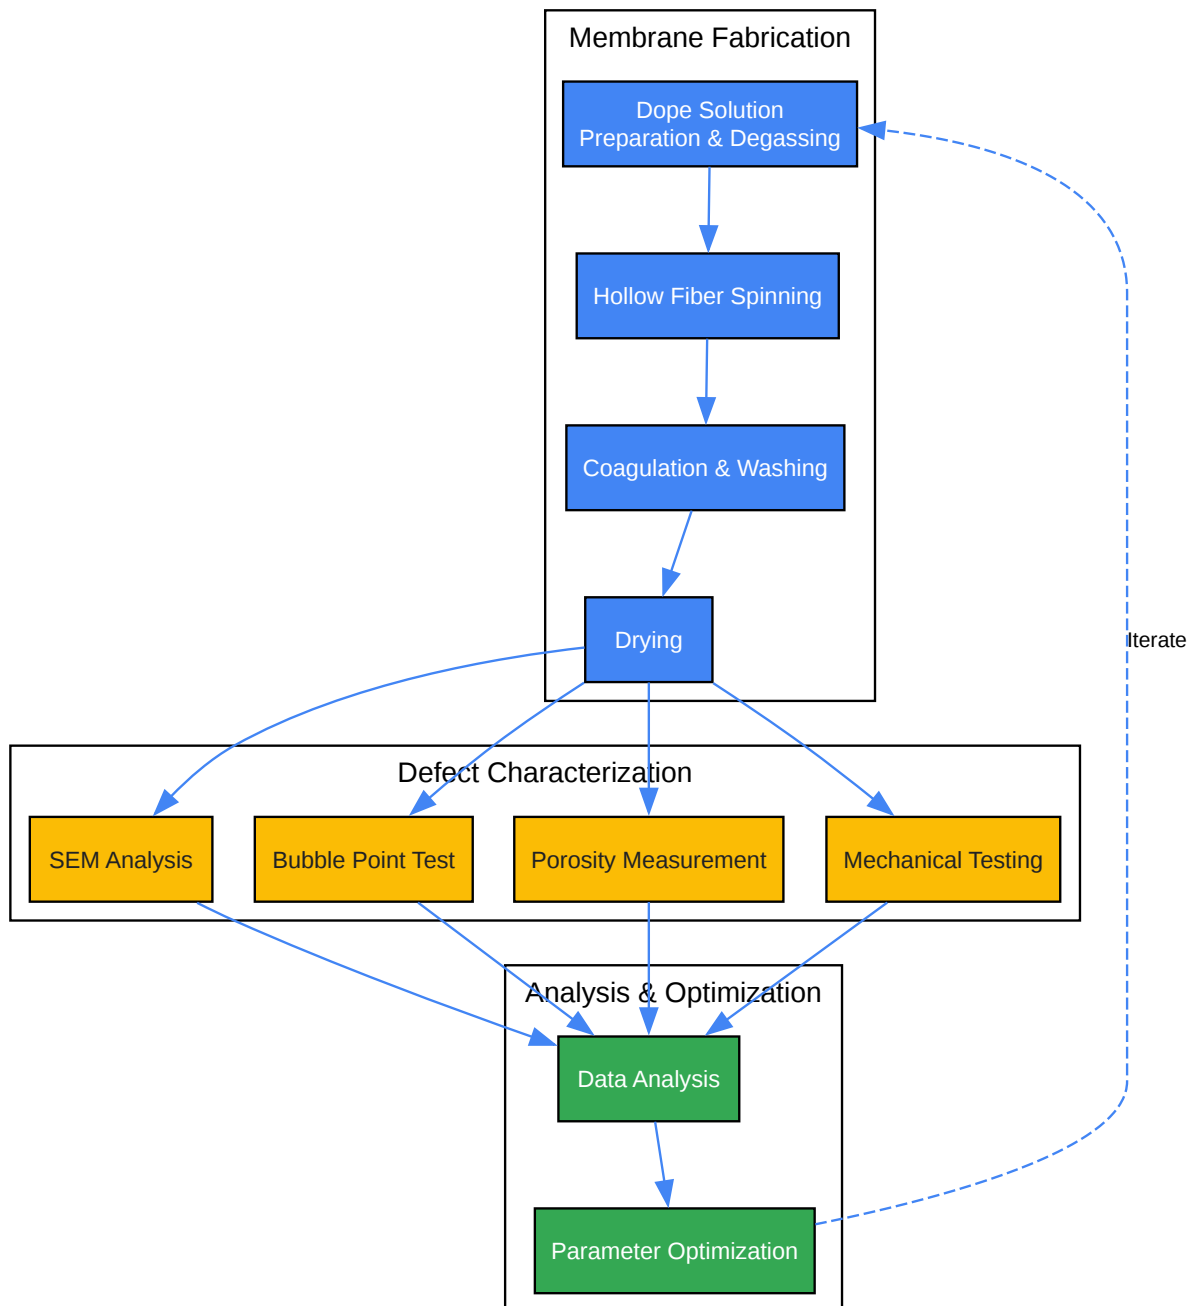 Membrane Fabrication
Dope Solution
Preparation & Degassing
Hollow Fiber Spinning
Coagulation & Washing
Drying
Iterate
Defect Characterization
SEM Analysis
Bubble Point Test
Porosity Measurement
Mechanical Testing
Analysis & Optimization
Data Analysis
Parameter Optimization